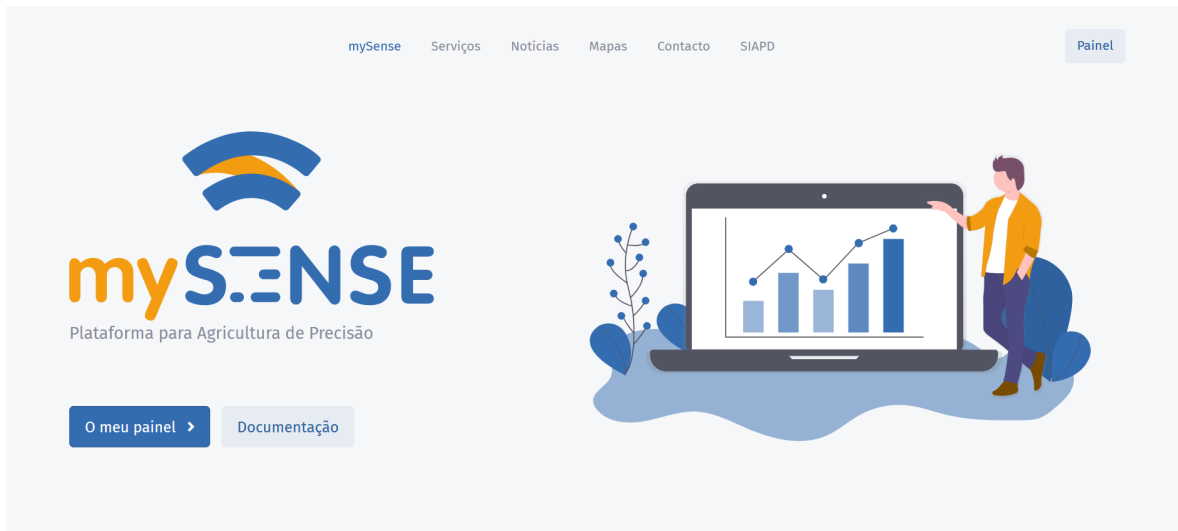 mySense Serviços Notícias Mapas Contacto SIAPD Painel
mySENSE
Plataforma para Agricultura de Precisão
O meu painel Documentação